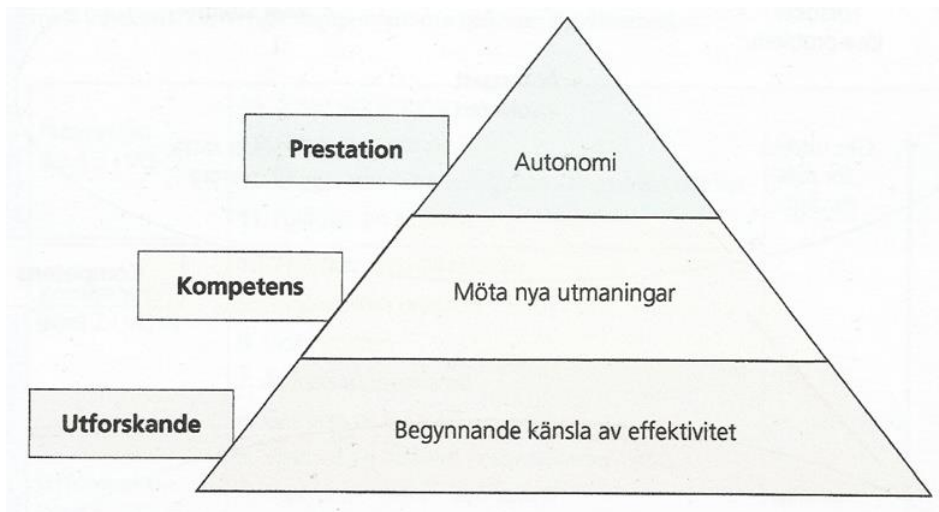 Prestation
Autonomi
Kompetens
Möta nya utmaningar
Utforskande
Begynnande känsla av effektivitet